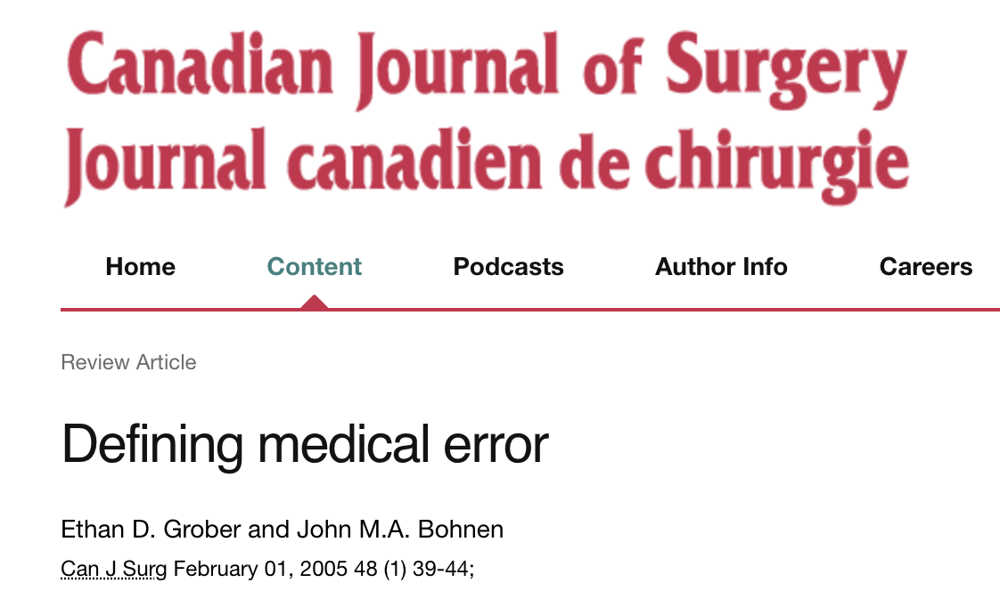 Canadian Journal of Surgery
Journal canadien de chirurgie
Home Content Podcasts Author Info Careers
Review Article
Defining medical error
Ethan D. Grober and John M.A. Bohnen
Can J Surg February 01, 2005 48 (1) 39-44;